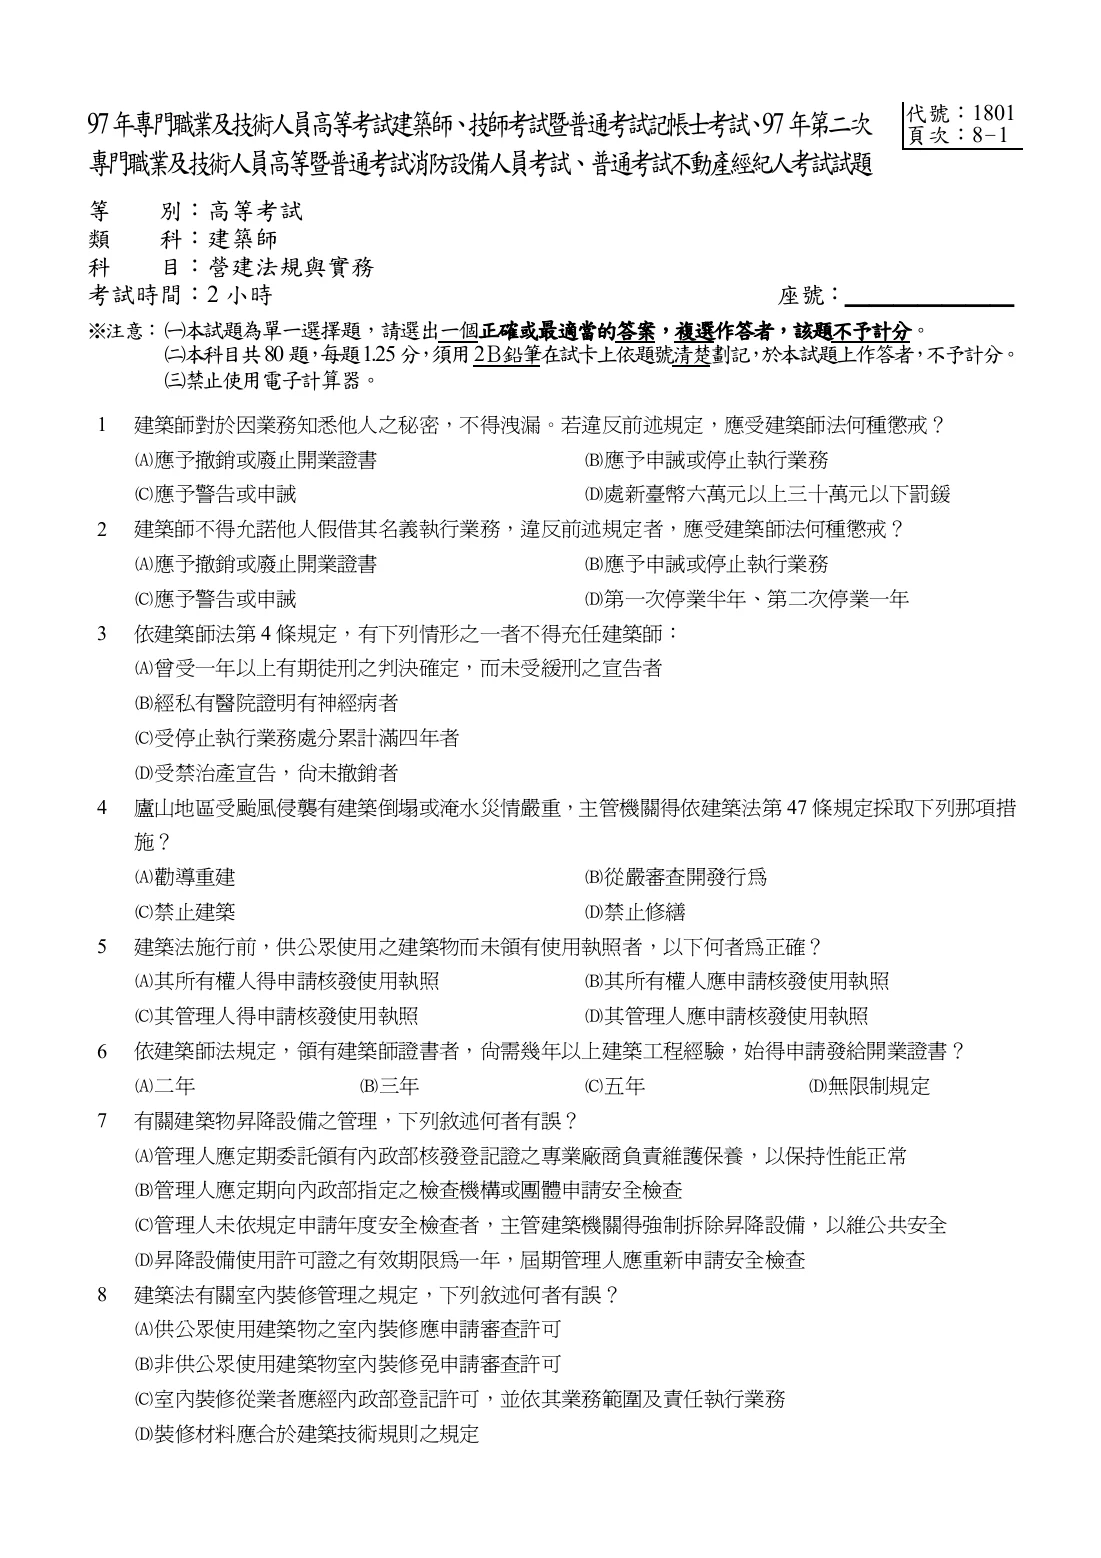 97年專門職業及技術人員高等考試建築師、技師考試暨普通考試記帳士考試、97年第二次
專門職業及技術人員高等暨普通考試消防設備人員考試、普通考試不動產經紀人考試試題
代號：1801
頁次：8－1
等　　別：高等考試
類　　科：建築師
科　　目：營建法規與實務
考試時間：2小時　　座號：
※注意：㈠本試題為單一選擇題，請選出一個正確或最適當的答案，複選作答者，該題不予計分。
㈡本科目共80題，每題1.25分，須用2B鉛筆在試卡上依題號清楚劃記，於本試題上作答者，不予計分。
㈢禁止使用電子計算器。
1　建築師對於因業務知悉他人之秘密，不得洩漏。若違反前述規定，應受建築師法何種懲戒？
(A)應予撤銷或廢止開業證書　(B)應予申誡或停止執行業務
(C)應予警告或申誡　(D)處新臺幣六萬元以上三十萬元以下罰鍰
2　建築師不得允諾他人假借其名義執行業務，違反前述規定者，應受建築師法何種懲戒？
(A)應予撤銷或廢止開業證書　(B)應予申誡或停止執行業務
(C)應予警告或申誡　(D)第一次停業半年、第二次停業一年
3　依建築師法第4條規定，有下列情形之一者不得充任建築師：
(A)曾受一年以上有期徒刑之判決確定，而未受緩刑之宣告者
(B)經私有醫院證明有神經病者
(C)受停止執行業務處分累計滿四年者
(D)受禁治產宣告，尚未撤銷者
4　廬山地區受颱風侵襲有建築倒塌或淹水災情嚴重，主管機關得依建築法第47條規定採取下列那項措
施？
(A)勸導重建　(B)從嚴審查開發行為
(C)禁止建築　(D)禁止修繕
5　建築法施行前，供公眾使用之建築物而未領有使用執照者，以下何者為正確？
(A)其所有權人得申請核發使用執照　(B)其所有權人應申請核發使用執照
(C)其管理人得申請核發使用執照　(D)其管理人應申請核發使用執照
6　依建築師法規定，領有建築師證書者，尚需幾年以上建築工程經驗，始得申請發給開業證書？
(A)二年　(B)三年　(C)五年　(D)無限制規定
7　有關建築物昇降設備之管理，下列敘述何者有誤？
(A)管理人應定期委託領有內政部核發登記證之專業廠商負責維護保養，以保持性能正常
(B)管理人應定期向內政部指定之檢查機構或團體申請安全檢查
(C)管理人未依規定申請年度安全檢查者，主管建築機關得強制拆除昇降設備，以維公共安全
(D)昇降設備使用許可證之有效期限為一年，屆期管理人應重新申請安全檢查
8　建築法有關室內裝修管理之規定，下列敘述何者有誤？
(A)供公眾使用建築物之室內裝修應申請審查許可
(B)非供公眾使用建築物室內裝修免申請審查許可
(C)室內裝修從業者應經內政部登記許可，並依其業務範圍及責任執行業務
(D)裝修材料應合於建築技術規則之規定